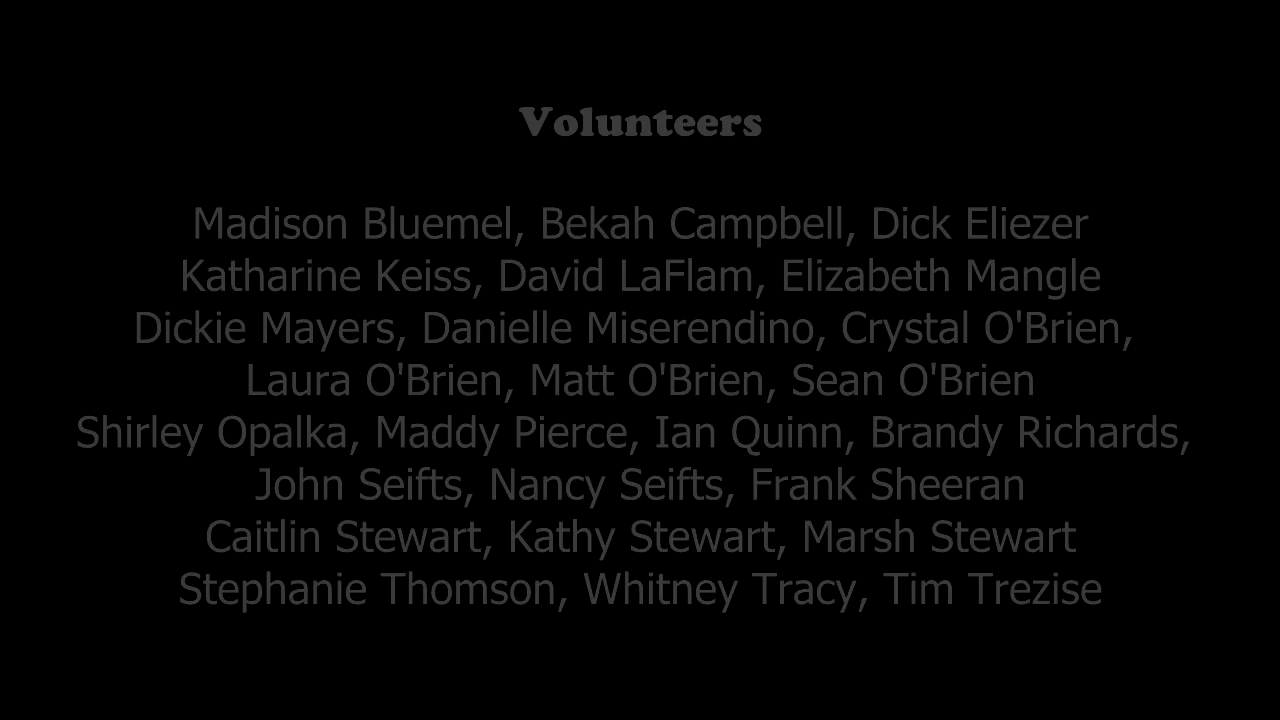 Volunteers
Madison Bluemel, Bekah Campbell, Dick Eliezer
Katharine Keiss, David LaFlam, Elizabeth Mangle
Dickie Mayers, Danielle Miserendino, Crystal O'Brien,
Laura O'Brien, Matt O'Brien, Sean O'Brien
Shirley Opalka, Maddy Pierce, Ian Quinn, Brandy Richards,
John Seifts, Nancy Seifts, Frank Sheeran
Caitlin Stewart, Kathy Stewart, Marsh Stewart
Stephanie Thomson, Whitney Tracy, Tim Trezise